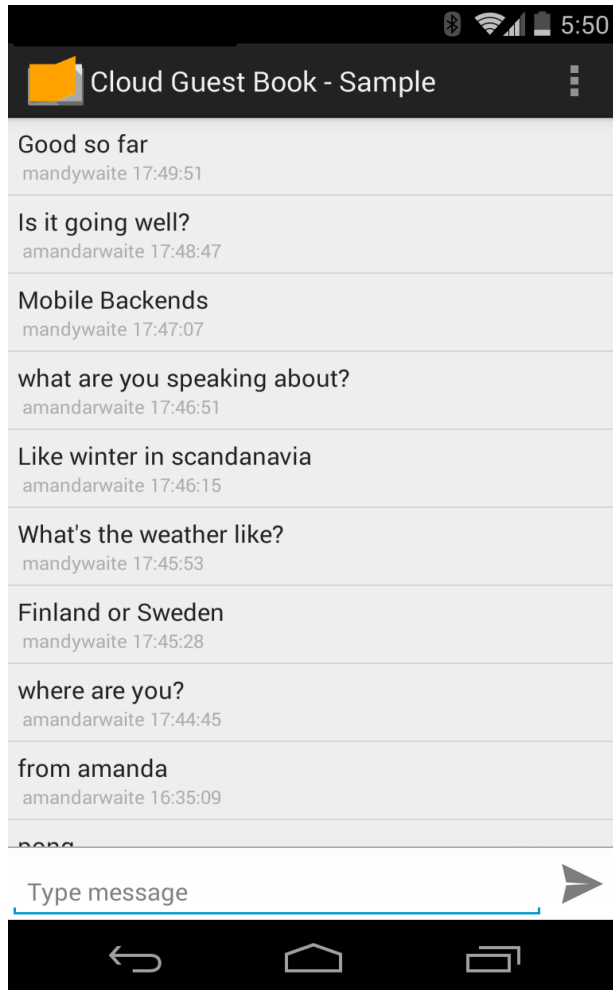 5:50
Cloud Guest Book - Sample
Good so far
mandywaite 17:49:51
Is it going well?
amandarwaite 17:48:47
Mobile Backends
mandywaite 17:47:07
what are you speaking about?
amandarwaite 17:46:51
Like winter in scandanavia
amandarwaite 17:46:15
What's the weather like?
mandywaite 17:45:53
Finland or Sweden
mandywaite 17:45:28
where are you?
amandarwaite 17:44:45
from amanda
amandarwaite 16:35:09
Type message